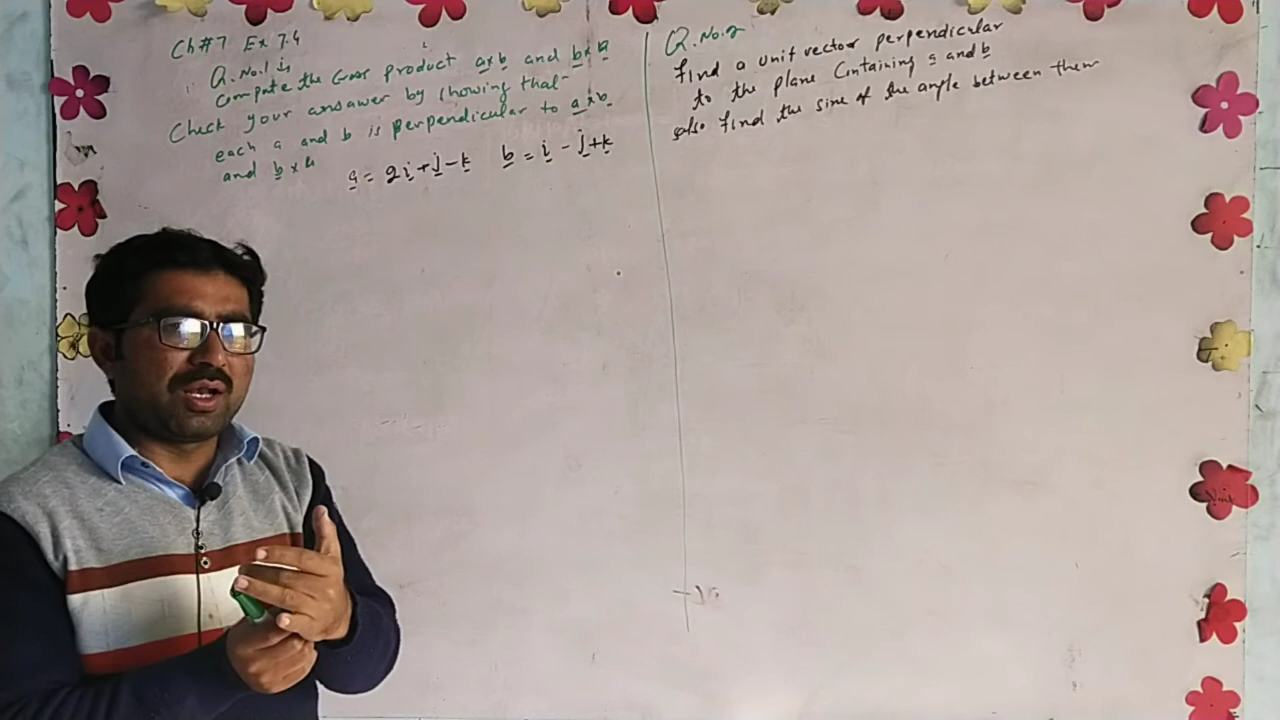 Ch#7 Ex 7.4
Q.No.1 i,
Compute the Cross product a×b and b×a
Check your answer by showing that
each a and b is perpendicular to a×b
and b×a
a = 2i+j-k b = i-j+k
Q.No.2
find a unit vector perpendicular
to the plane Containing a and b
also find the sine of the angle between them